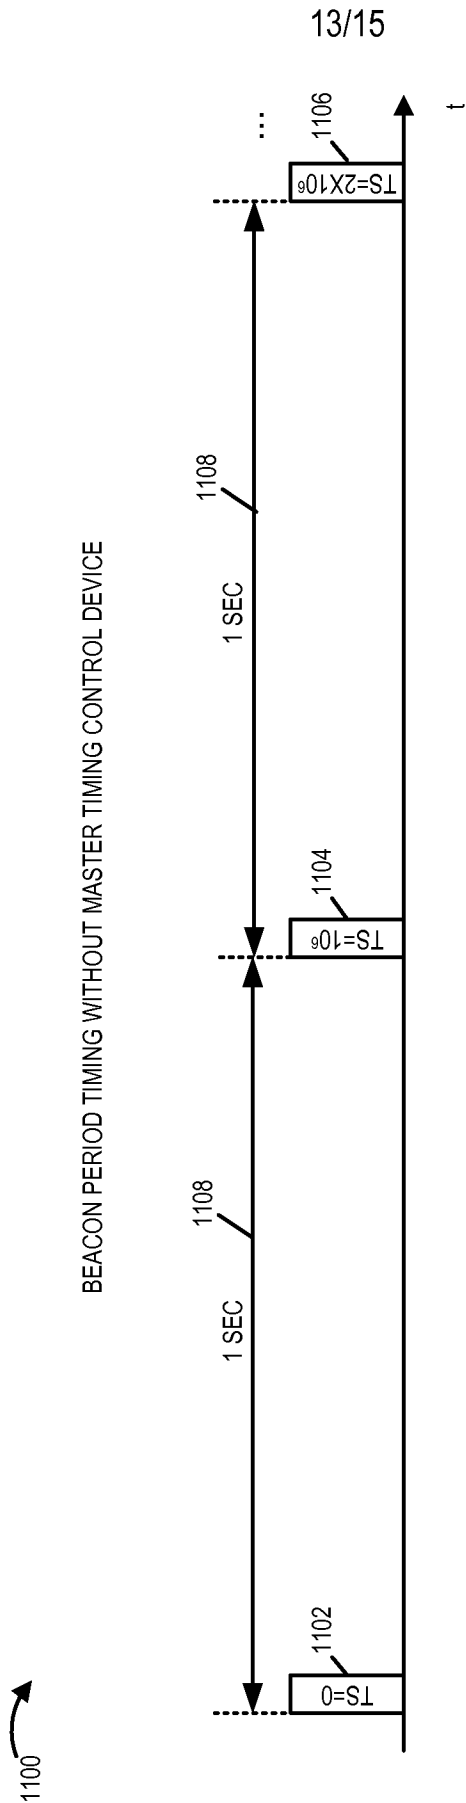 13/15
1100
BEACON PERIOD TIMING WITHOUT MASTER TIMING CONTROL DEVICE
1108
1108
1 SEC
1 SEC
...
1102
1104
1106
TS=0
TS=10⁶
TS=2X10⁶
t